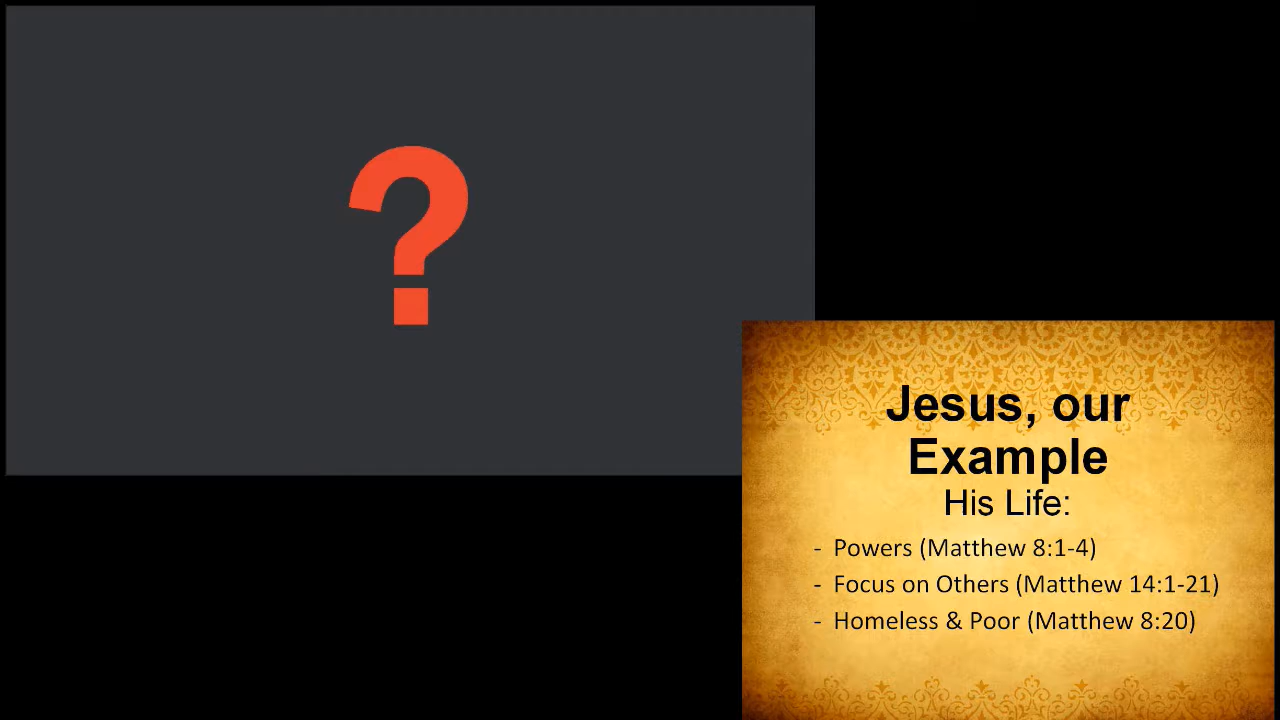 ?
Jesus, our
Example
His Life:
- Powers (Matthew 8:1-4)
- Focus on Others (Matthew 14:1-21)
- Homeless & Poor (Matthew 8:20)